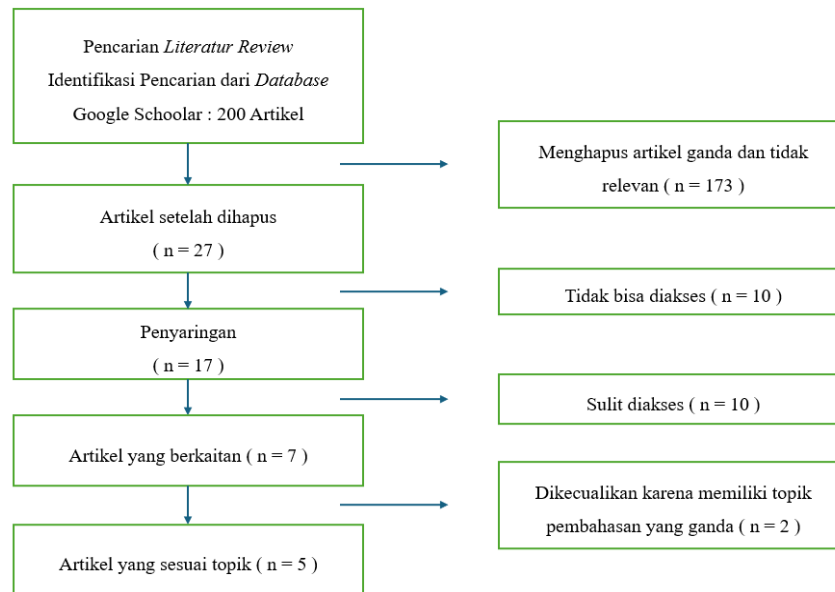 Pencarian Literatur Review
Identifikasi Pencarian dari Database
Google Schoolar : 200 Artikel
Menghapus artikel ganda dan tidak
relevan ( n = 173 )
Artikel setelah dihapus
( n = 27 )
Tidak bisa diakses ( n = 10 )
Penyaringan
( n = 17 )
Sulit diakses ( n = 10 )
Artikel yang berkaitan ( n = 7 )
Dikecualikan karena memiliki topik
pembahasan yang ganda ( n = 2 )
Artikel yang sesuai topik ( n = 5 )